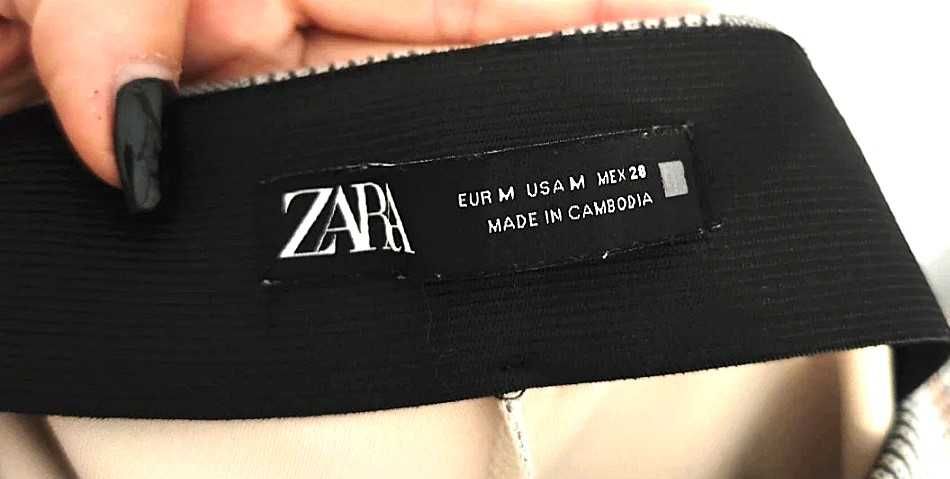 ZARA
EUR M USA M MEX 28
MADE IN CAMBODIA